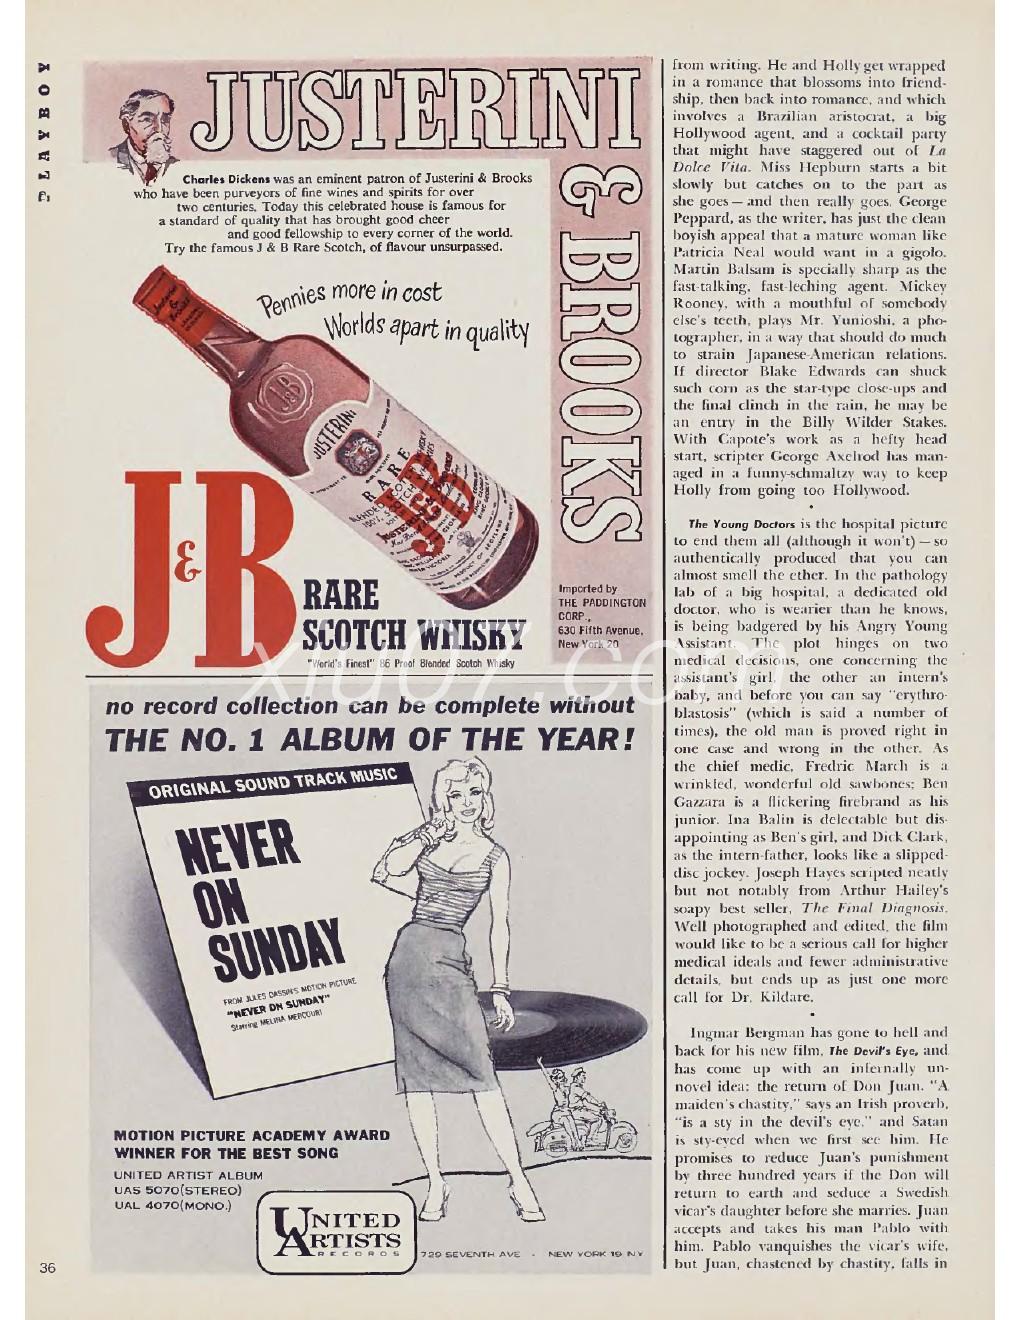 PLAYBOY
JUSTERINI
& BROOKS
Charles Dickens was an eminent patron of Justerini & Brooks
who have been purveyors of fine wines and spirits for over
two centuries. Today this celebrated house is famous for
a standard of quality that has brought good cheer
and good fellowship to every corner of the world.
Try the famous J & B Rare Scotch, of flavour unsurpassed.
Pennies more in cost
Worlds apart in quality
J&B
JUSTERINI
RARE
J&B
RARE
SCOTCH WHISKY
"World's Finest" 86 Proof Blended Scotch Whisky
Imported by
THE PADDINGTON
CORP.,
630 Fifth Avenue,
New York 20
xiu07.com
no record collection can be complete without
THE NO. 1 ALBUM OF THE YEAR!
ORIGINAL SOUND TRACK MUSIC
NEVER
ON
SUNDAY
FROM JULES DASSIN'S MOTION PICTURE
"NEVER ON SUNDAY"
Starring MELINA MERCOURI
MOTION PICTURE ACADEMY AWARD
WINNER FOR THE BEST SONG
UNITED ARTIST ALBUM
UAS 5070(STEREO)
UAL 4070(MONO.)
UNITED
ARTISTS
RECORDS
729 SEVENTH AVE - NEW YORK 19 N.Y
36
from writing. He and Holly get wrapped
in a romance that blossoms into friend-
ship, then back into romance, and which
involves a Brazilian aristocrat, a big
Hollywood agent, and a cocktail party
that might have staggered out of La
Dolce Vita. Miss Hepburn starts a bit
slowly but catches on to the part as
she goes — and then really goes. George
Peppard, as the writer, has just the clean
boyish appeal that a mature woman like
Patricia Neal would want in a gigolo.
Martin Balsam is specially sharp as the
fast-talking, fast-leching agent. Mickey
Rooney, with a mouthful of somebody
else's teeth, plays Mr. Yunioshi, a pho-
tographer, in a way that should do much
to strain Japanese-American relations.
If director Blake Edwards can shuck
such corn as the star-type close-ups and
the final clinch in the rain, he may be
an entry in the Billy Wilder Stakes.
With Capote's work as a hefty head
start, scripter George Axelrod has man-
aged in a funny-schmaltzy way to keep
Holly from going too Hollywood.
•
The Young Doctors is the hospital picture
to end them all (although it won't) — so
authentically produced that you can
almost smell the ether. In the pathology
lab of a big hospital, a dedicated old
doctor, who is wearier than he knows,
is being badgered by his Angry Young
Assistant. The plot hinges on two
medical decisions, one concerning the
assistant's girl, the other an intern's
baby, and before you can say "erythro-
blastosis" (which is said a number of
times), the old man is proved right in
one case and wrong in the other. As
the chief medic, Fredric March is a
wrinkled, wonderful old sawbones; Ben
Gazzara is a flickering firebrand as his
junior. Ina Balin is delectable but dis-
appointing as Ben's girl, and Dick Clark,
as the intern-father, looks like a slipped-
disc jockey. Joseph Hayes scripted neatly
but not notably from Arthur Hailey's
soapy best seller, The Final Diagnosis.
Well photographed and edited, the film
would like to be a serious call for higher
medical ideals and fewer administrative
details, but ends up as just one more
call for Dr. Kildare.
•
Ingmar Bergman has gone to hell and
back for his new film, The Devil's Eye, and
has come up with an infernally un-
novel idea: the return of Don Juan. "A
maiden's chastity," says an Irish proverb,
"is a sty in the devil's eye," and Satan
is sty-eyed when we first see him. He
promises to reduce Juan's punishment
by three hundred years if the Don will
return to earth and seduce a Swedish
vicar's daughter before she marries. Juan
accepts and takes his man Pablo with
him. Pablo vanquishes the vicar's wife,
but Juan, chastened by chastity, falls in